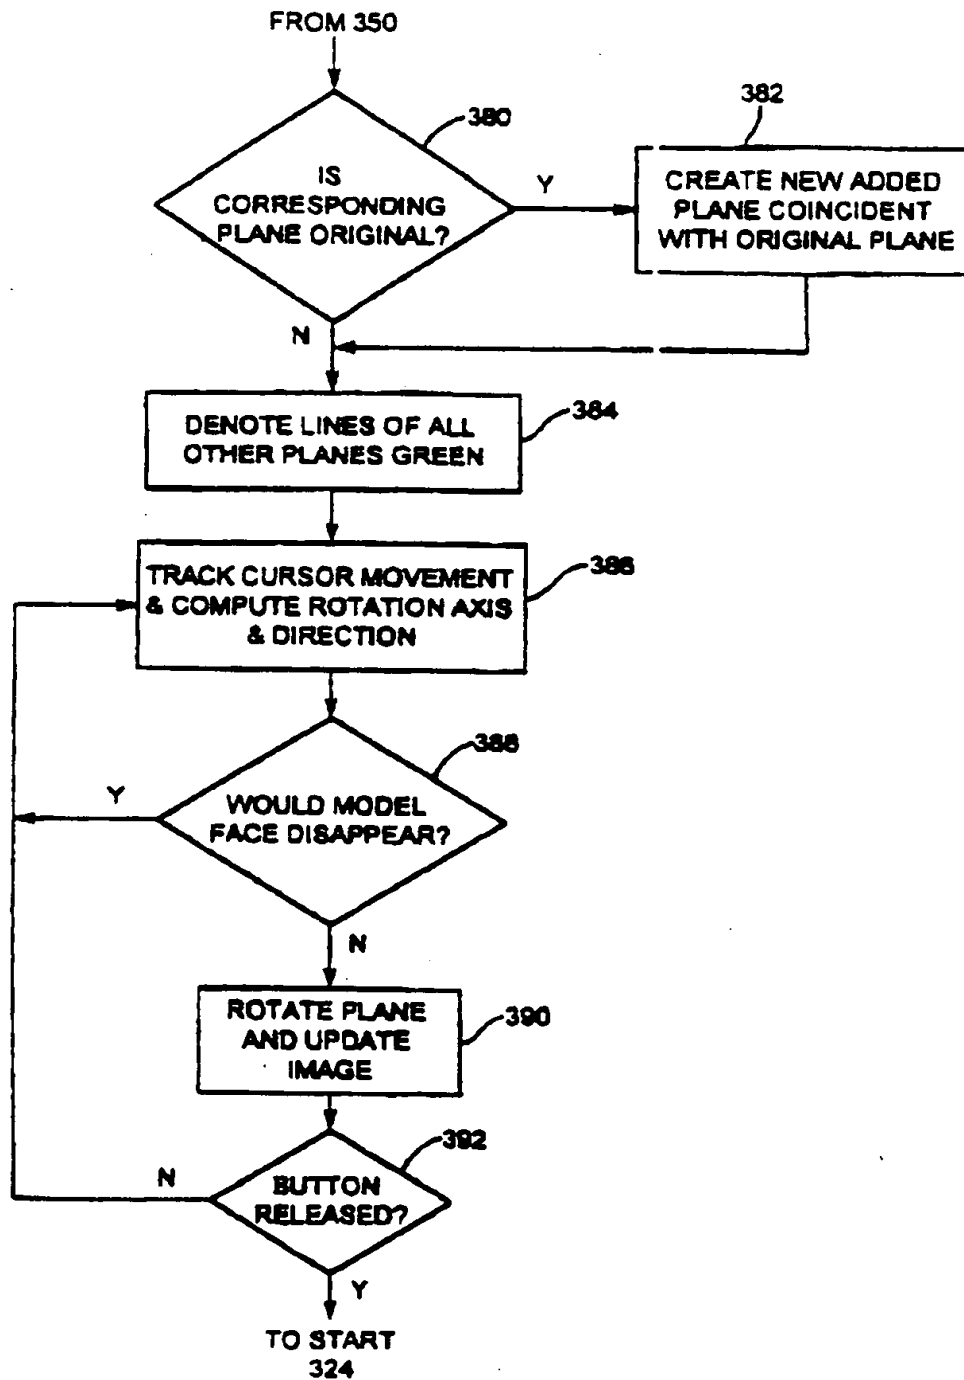 FROM 350
380
382
IS
CORRESPONDING
PLANE ORIGINAL?
Y
CREATE NEW ADDED
PLANE COINCIDENT
WITH ORIGINAL PLANE
N
384
DENOTE LINES OF ALL
OTHER PLANES GREEN
386
TRACK CURSOR MOVEMENT
& COMPUTE ROTATION AXIS
& DIRECTION
388
Y
WOULD MODEL
FACE DISAPPEAR?
N
390
ROTATE PLANE
AND UPDATE
IMAGE
392
N
BUTTON
RELEASED?
Y
TO START
324